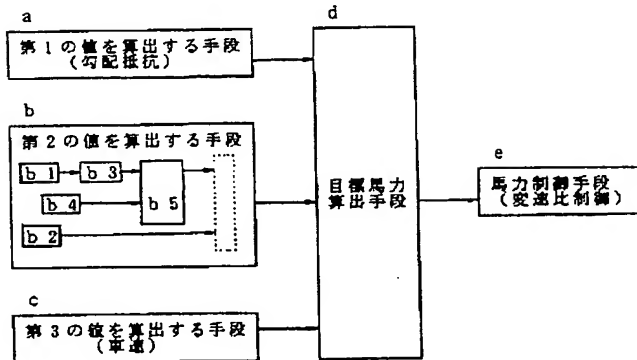 a
第1の値を算出する手段
(勾配抵抗)
b
第2の値を算出する手段
b 1
b 3
b 4
b 5
b 2
c
第3の値を算出する手段
(車速)
d
目標馬力
算出手段
e
馬力制御手段
(変速比制御)